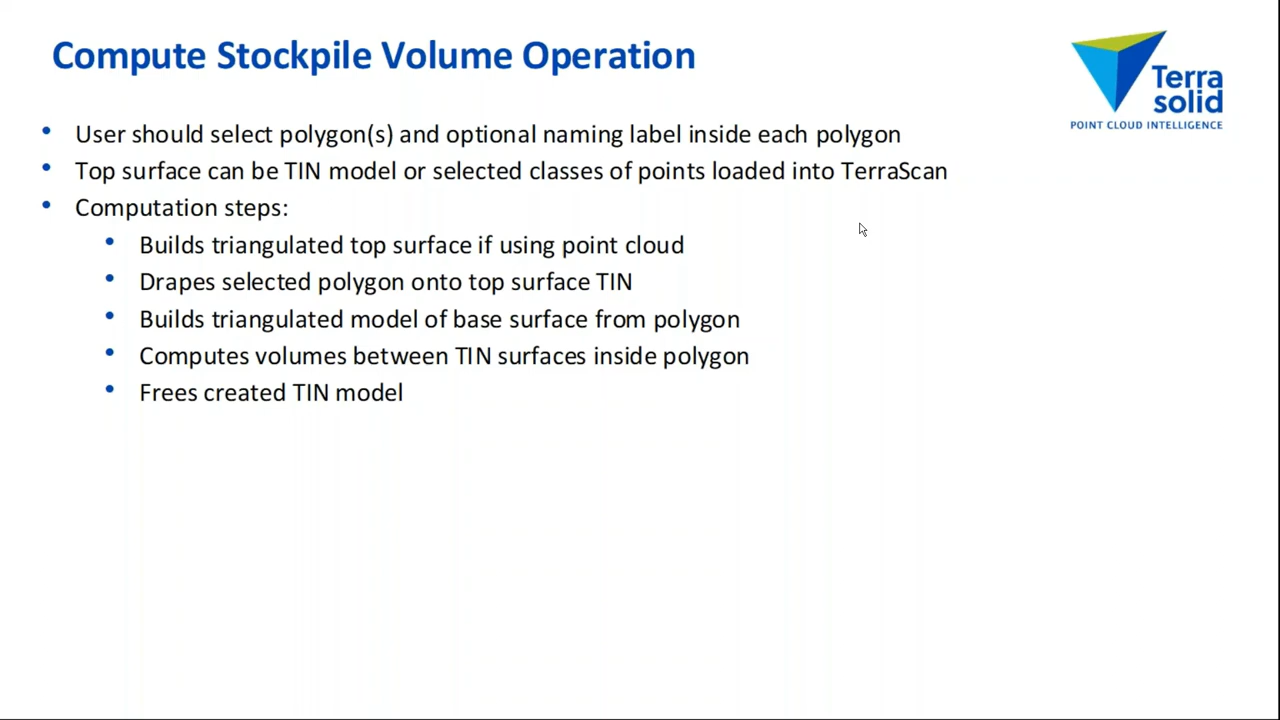 Compute Stockpile Volume Operation
Terra
solid
POINT CLOUD INTELLIGENCE
• User should select polygon(s) and optional naming label inside each polygon
• Top surface can be TIN model or selected classes of points loaded into TerraScan
• Computation steps:
• Builds triangulated top surface if using point cloud
• Drapes selected polygon onto top surface TIN
• Builds triangulated model of base surface from polygon
• Computes volumes between TIN surfaces inside polygon
• Frees created TIN model